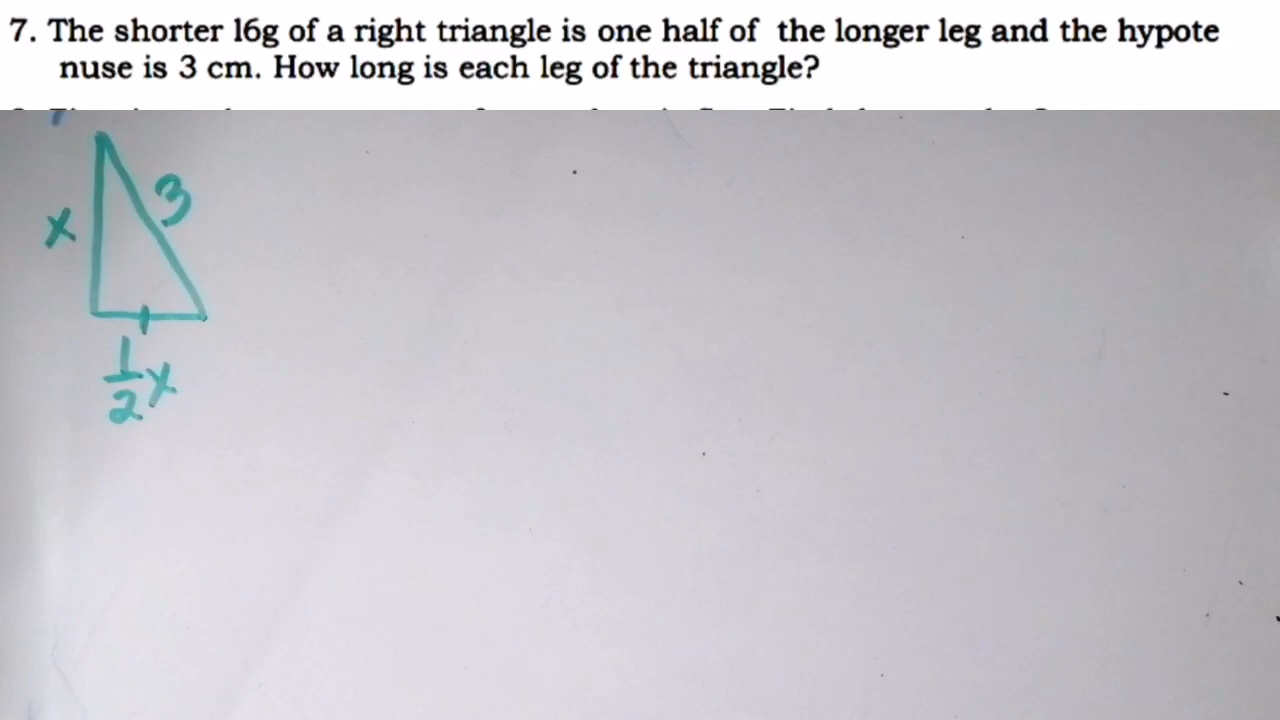 7. The shorter l6g of a right triangle is one half of the longer leg and the hypote
nuse is 3 cm. How long is each leg of the triangle?
x
3
1/2 x